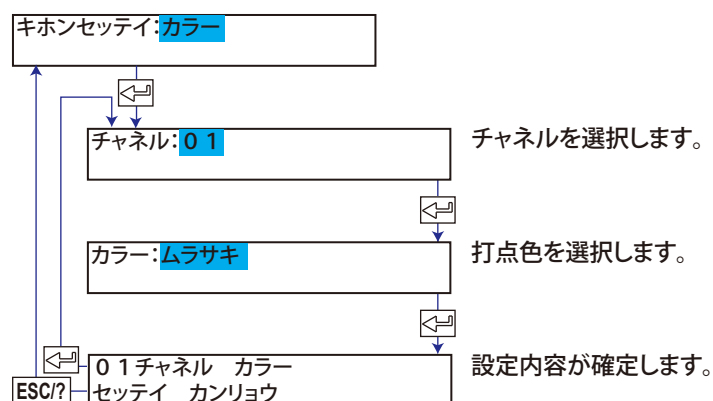 キホンセッテイ:カラー
チャネル:０１
チャネルを選択します。
カラー:ムラサキ
打点色を選択します。
０１チャネル　カラー
設定内容が確定します。
ESC/?
セッテイ　カンリョウ